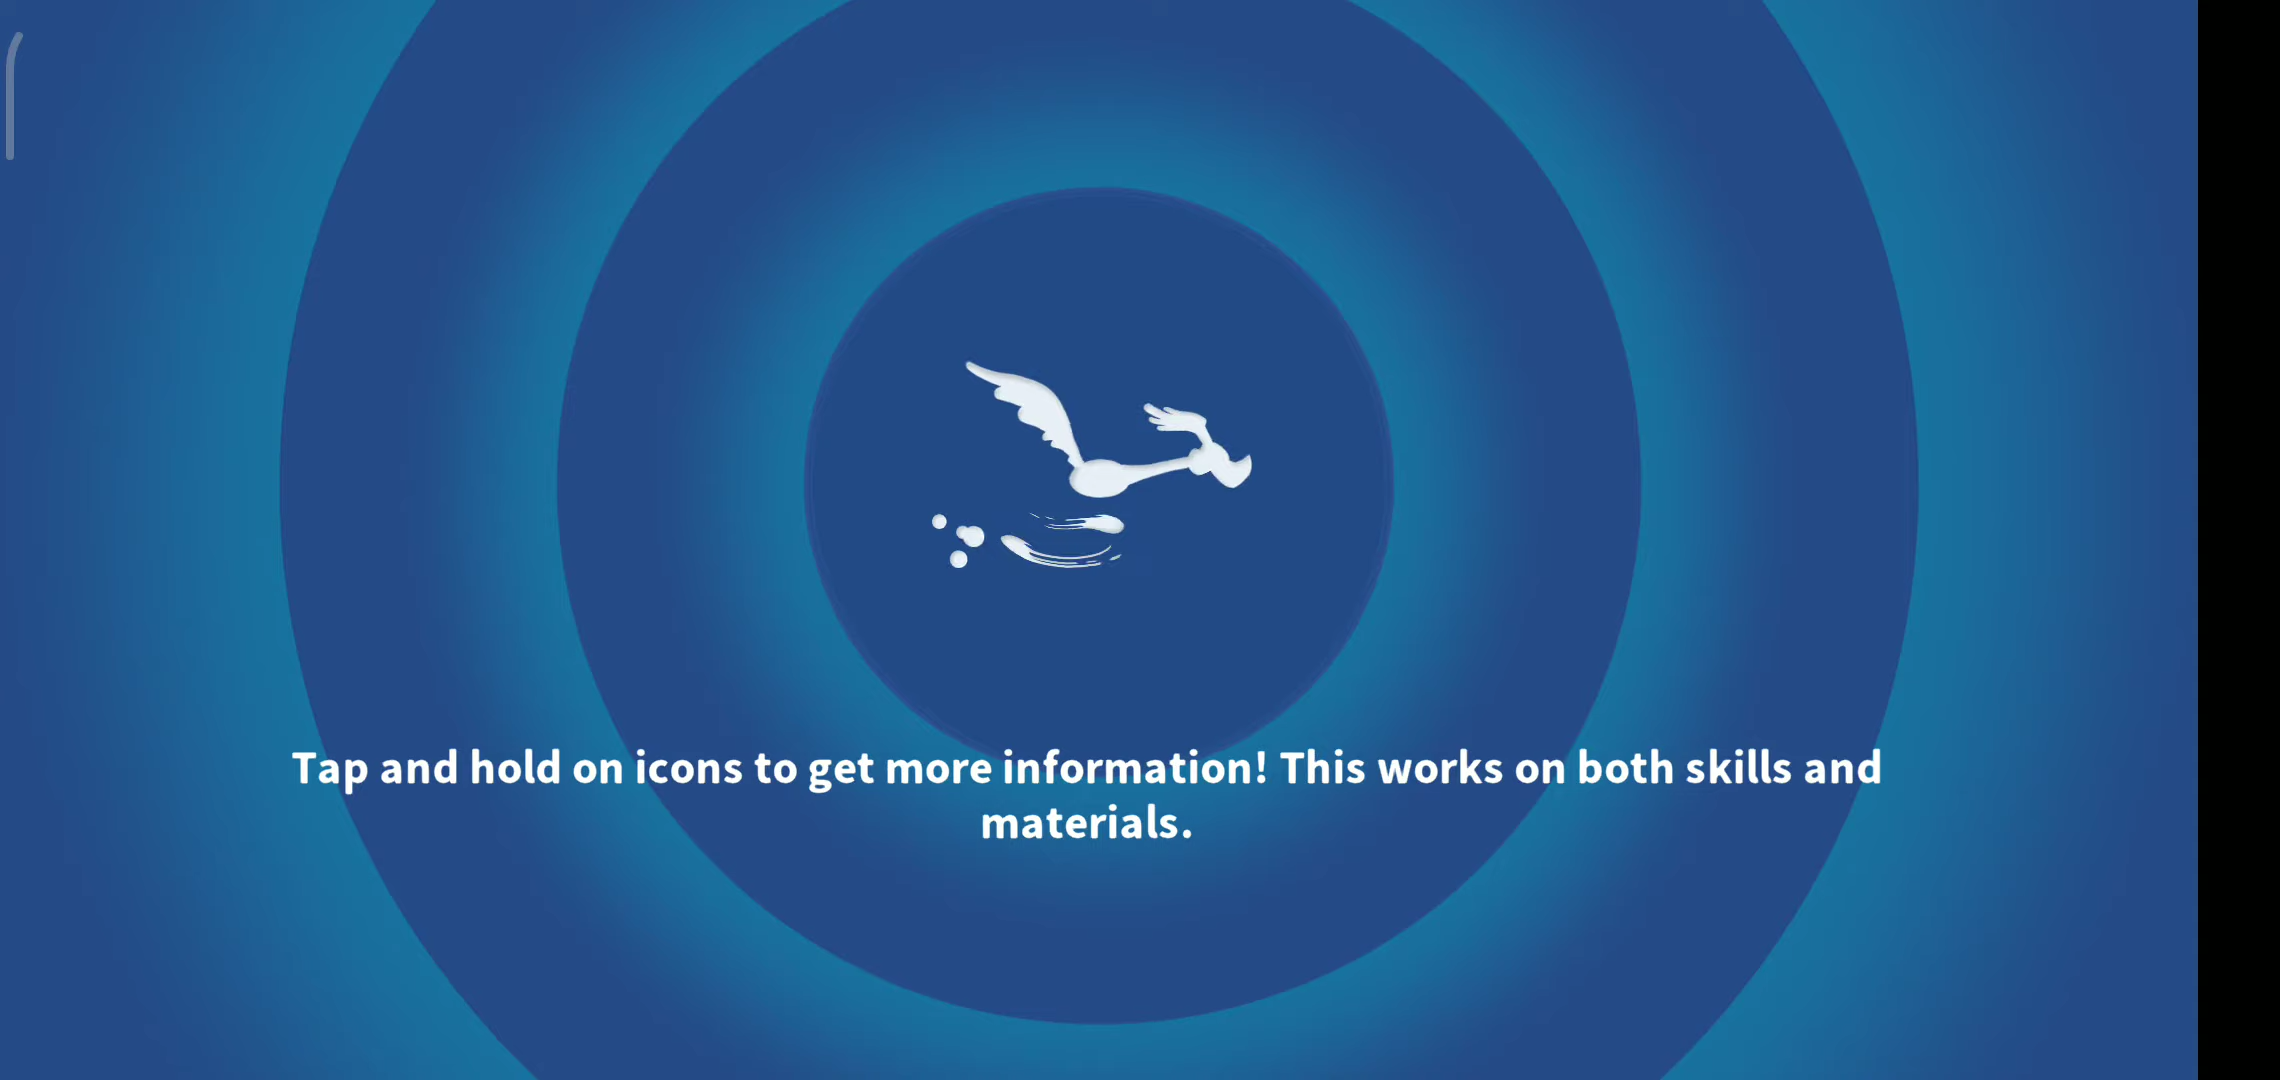 Tap and hold on icons to get more information! This works on both skills and
materials.